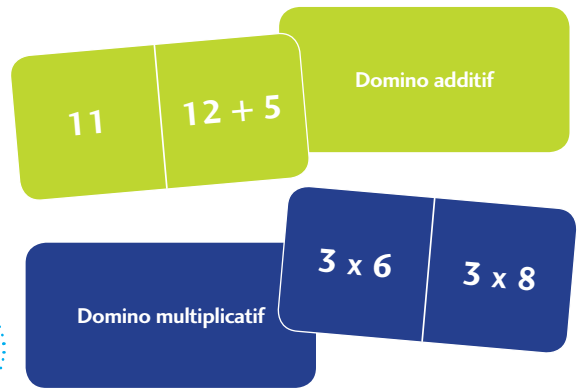 Domino additif
11
12 + 5
3 x 6
3 x 8
Domino multiplicatif